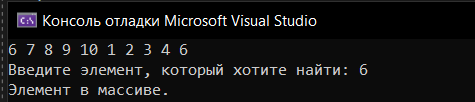 Консоль отладки Microsoft Visual Studio
6 7 8 9 10 1 2 3 4 6
Введите элемент, который хотите найти: 6
Элемент в массиве.